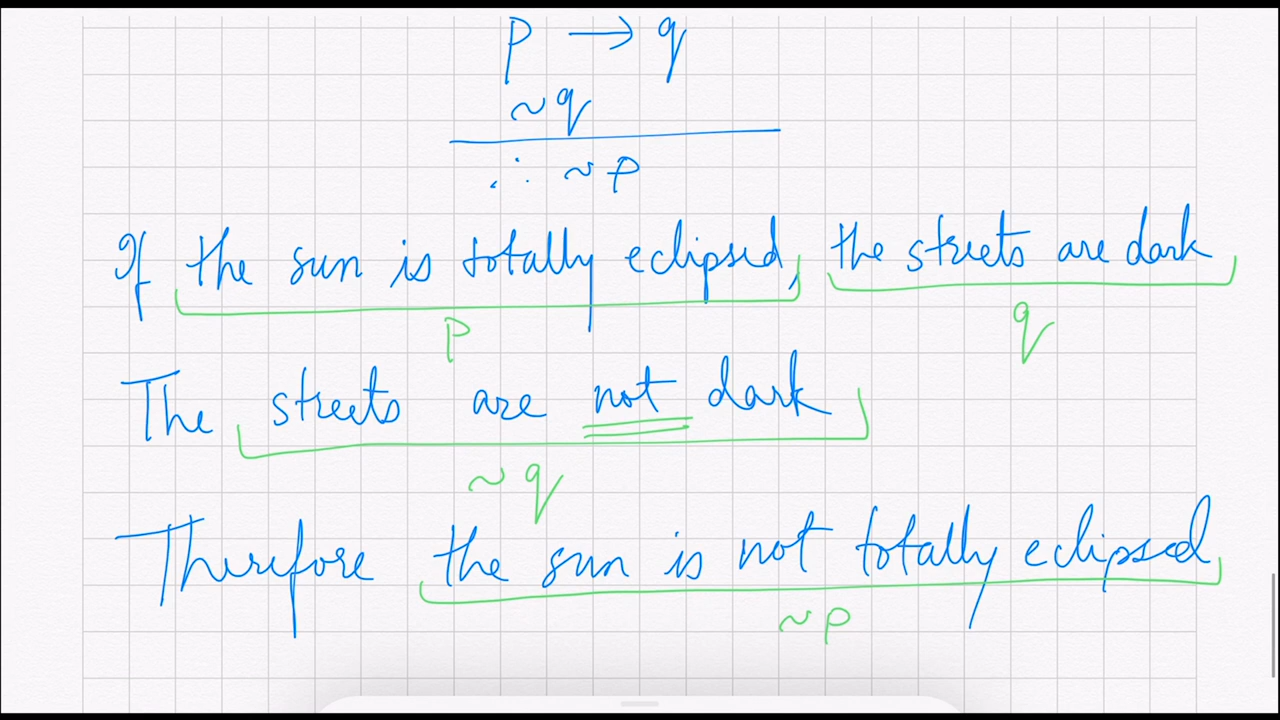 p → q
~q
∴ ~p
If the sun is totally eclipsed, the streets are dark
p q
The streets are not dark
~q
Therefore the sun is not totally eclipsed
~p